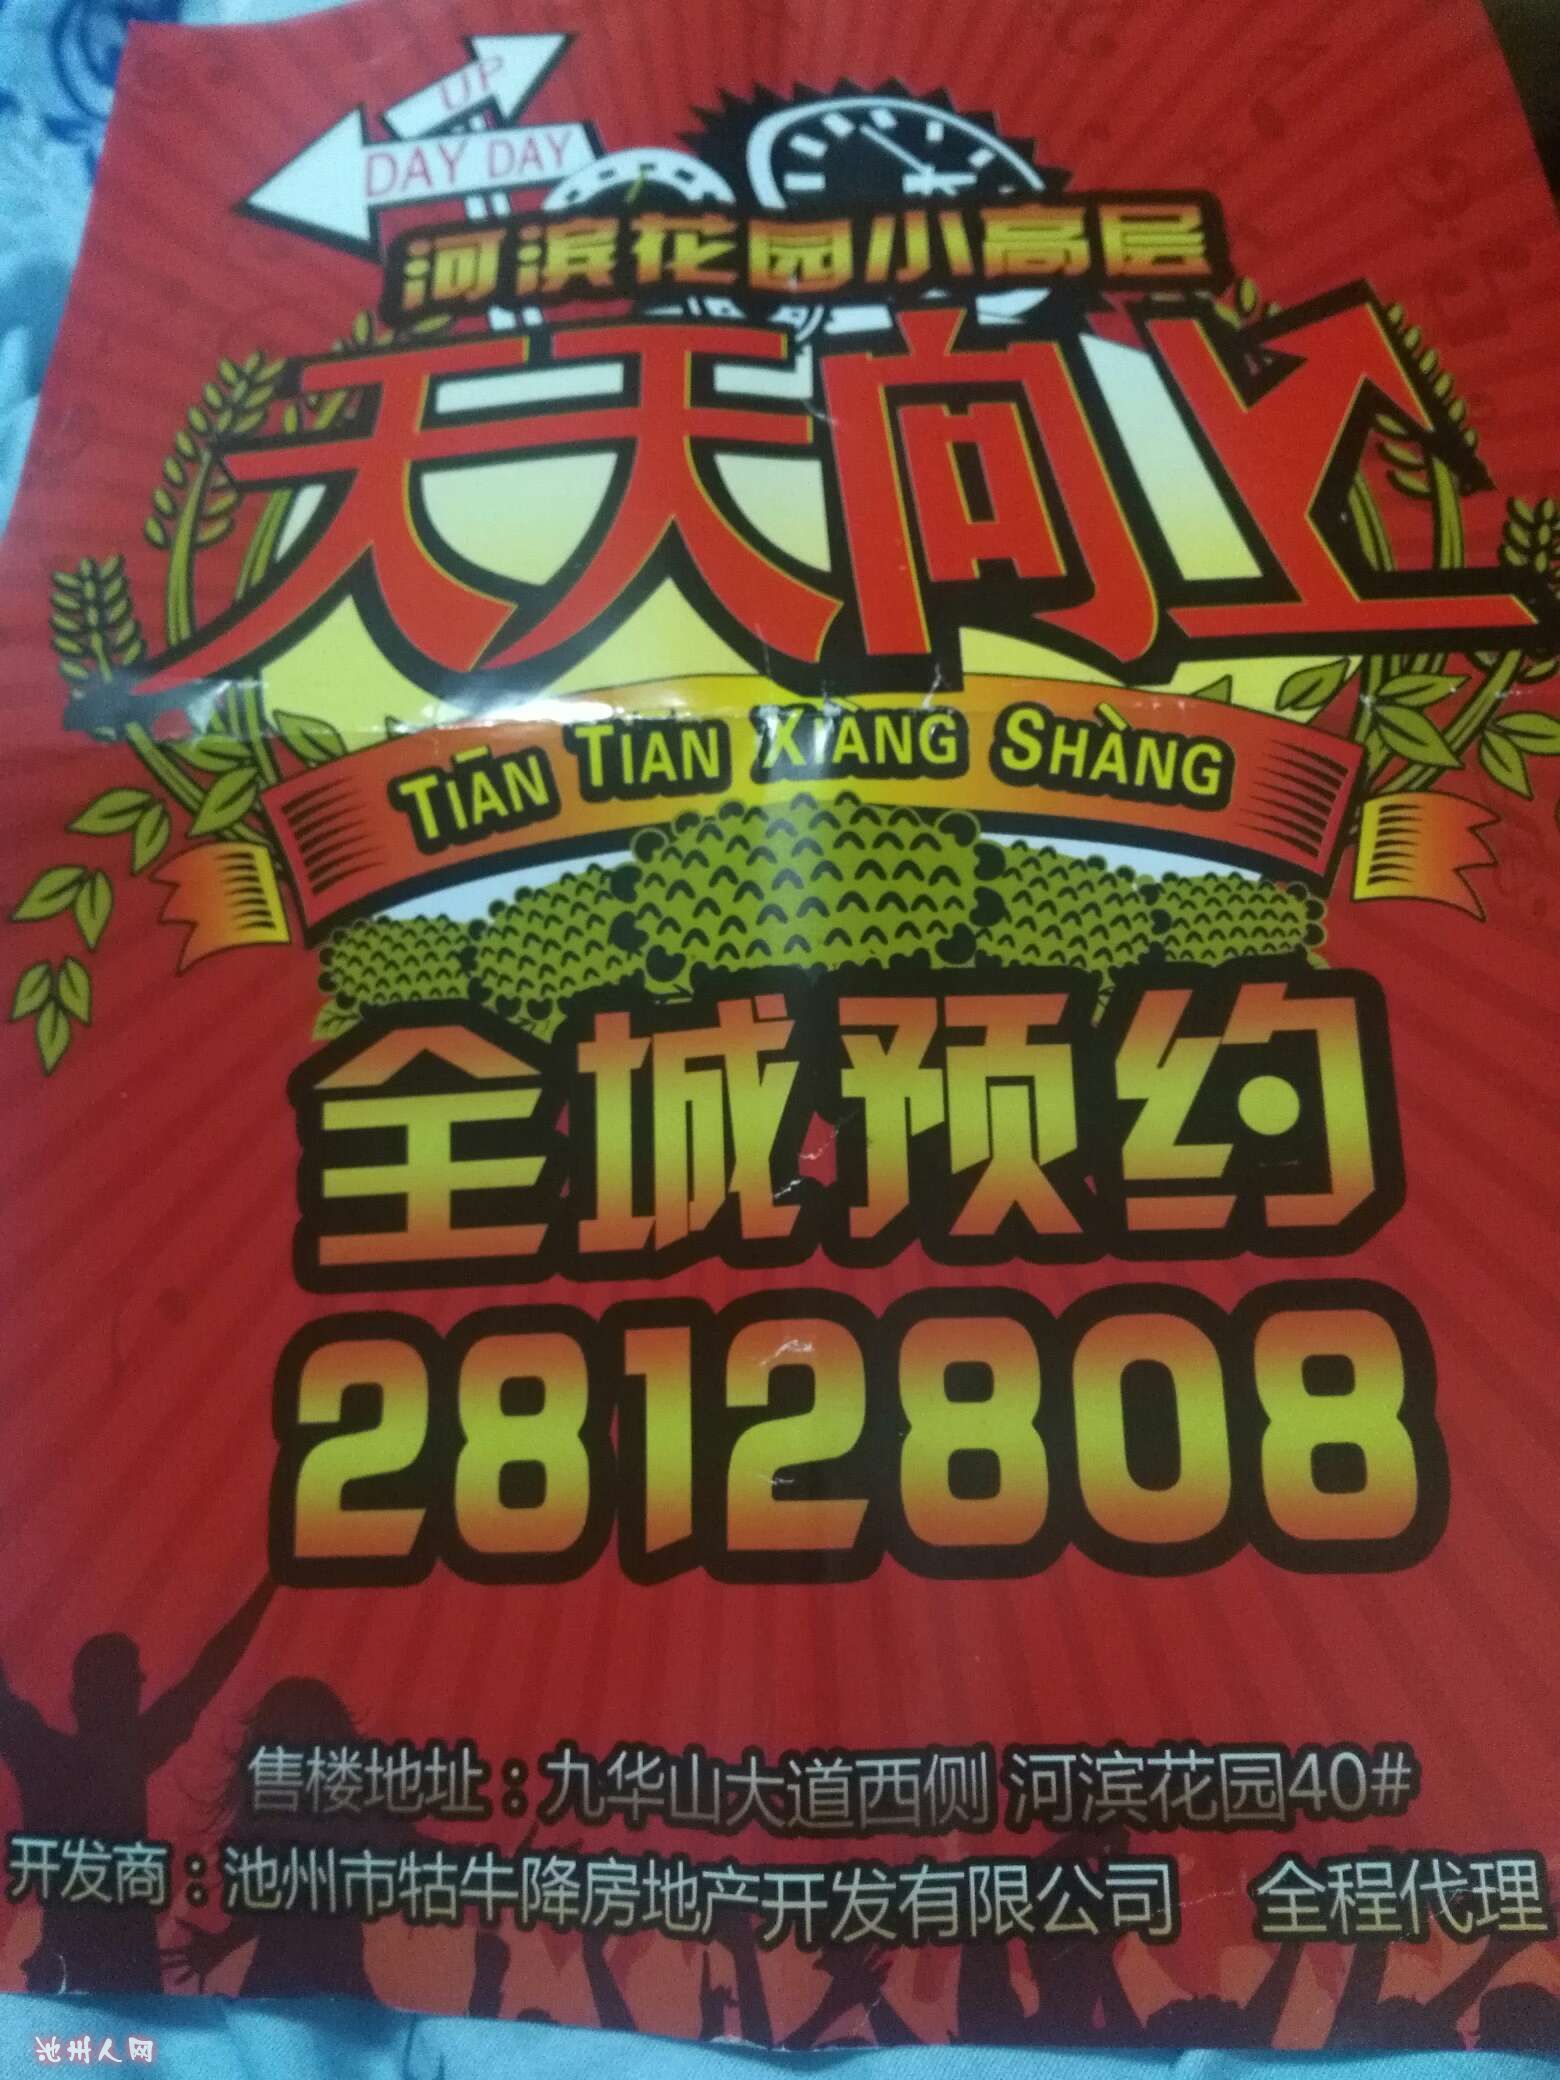 UP
DAY DAY
河滨花园小高层
天天向上
TIĀN TIAN XIÀNG SHÀNG
全城预约
2812808
售楼地址：九华山大道西侧 河滨花园40#
开发商：池州市牯牛降房地产开发有限公司 全程代理
池州人网